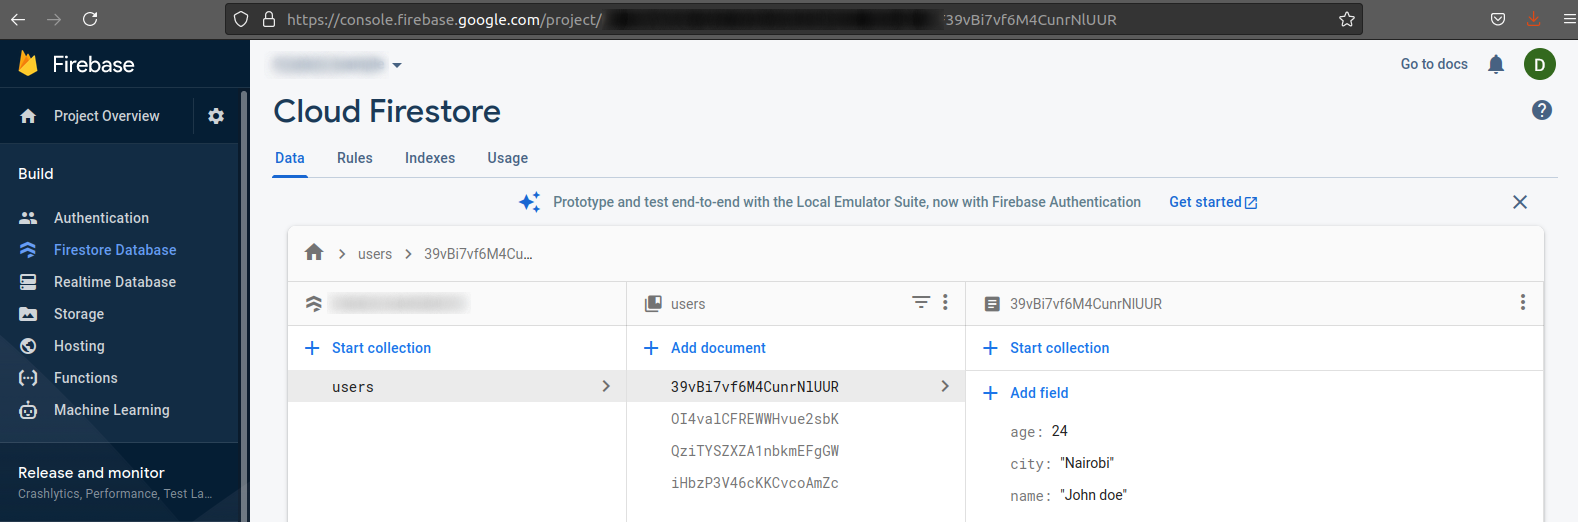 https://console.firebase.google.com/project/ 39vBi7vf6M4CunrNlUUR
Firebase
Go to docs
D
Project Overview
Cloud Firestore
Data Rules Indexes Usage
Build
Prototype and test end-to-end with the Local Emulator Suite, now with Firebase Authentication Get started
Authentication
Firestore Database
Realtime Database
Storage
Hosting
Functions
Machine Learning
Release and monitor
Crashlytics, Performance, Test La...
users
39vBi7vf6M4Cu...
Start collection
users
users
Add document
39vBi7vf6M4CunrNlUUR
OI4valCFREWWHvue2sbK
QziTYSZXZA1nbkmEFgGW
iHbzP3V46cKKCvcoAmZc
39vBi7vf6M4CunrNlUUR
Start collection
Add field
age: 24
city: "Nairobi"
name: "John doe"